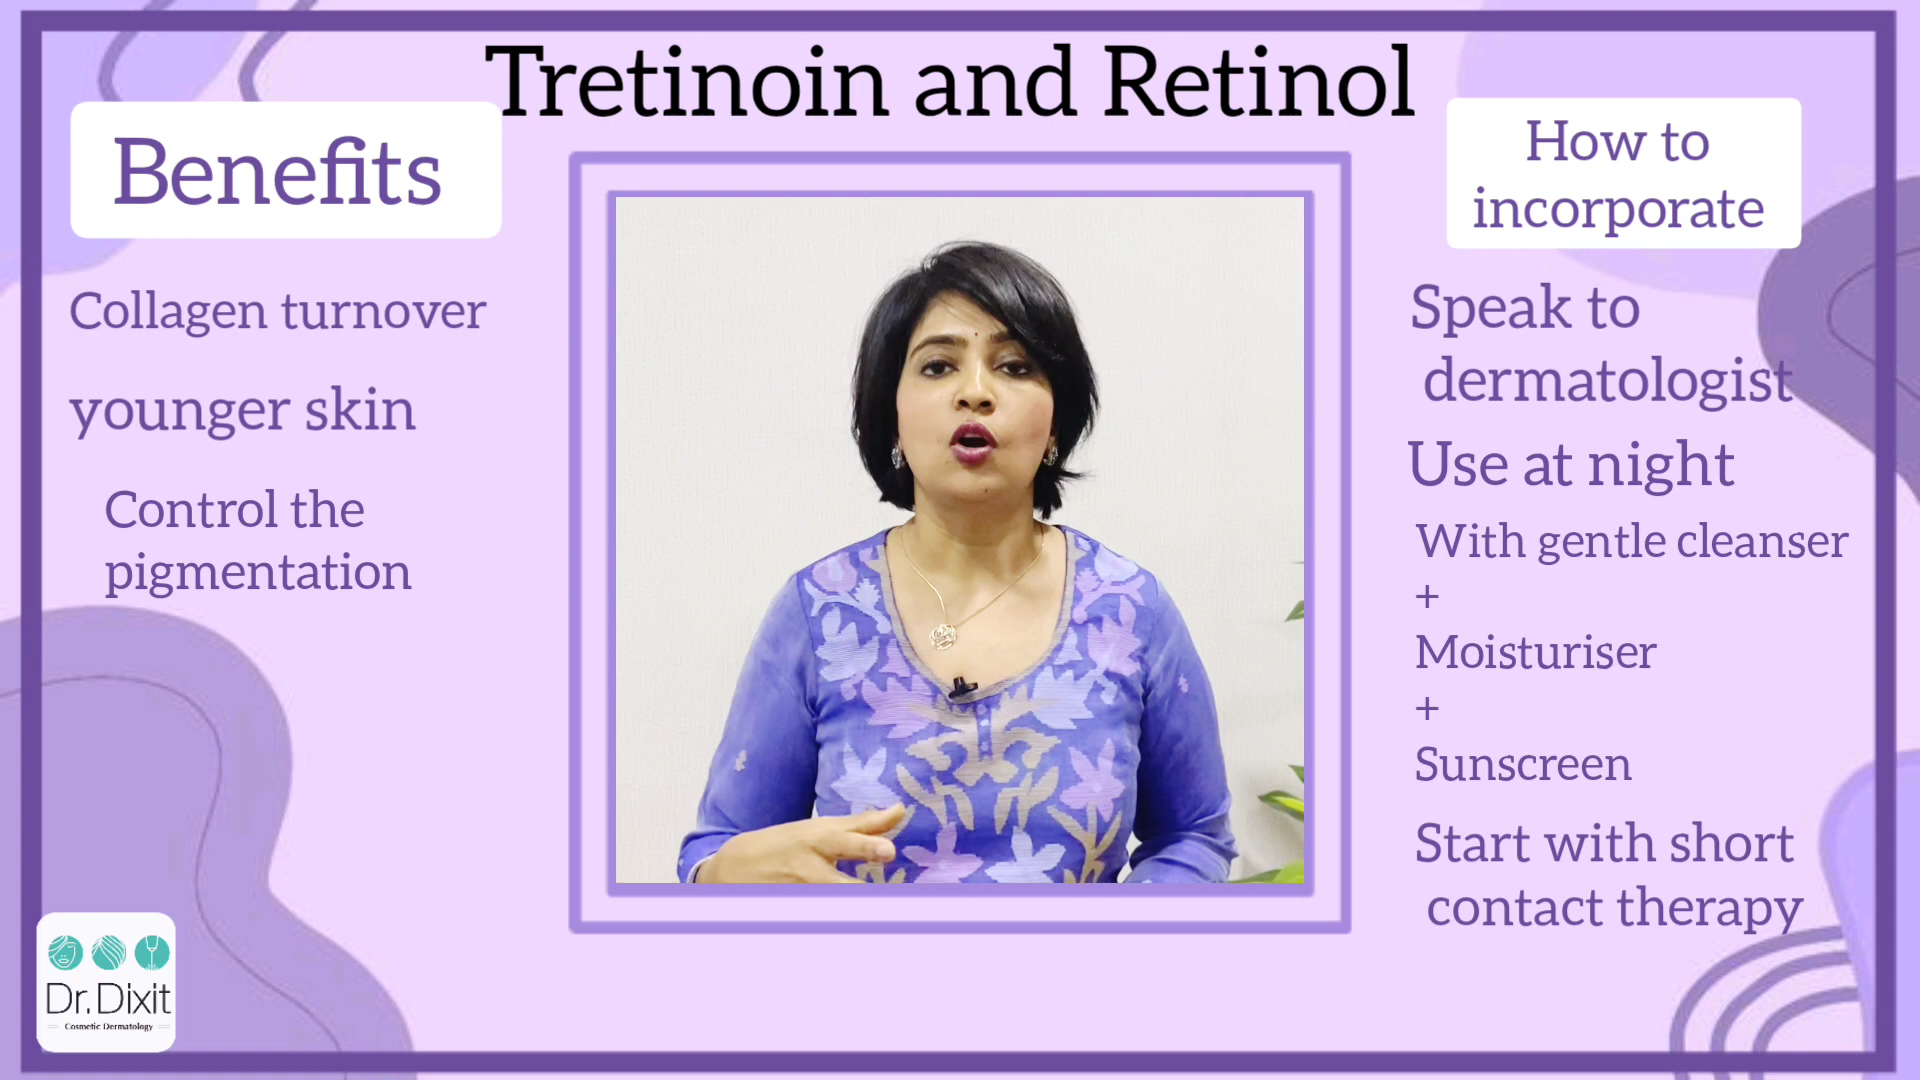 Tretinoin and Retinol
Benefits
Collagen turnover
younger skin
Control the
pigmentation
How to
incorporate
Speak to
dermatologist
Use at night
With gentle cleanser
+
Moisturiser
+
Sunscreen
Start with short
contact therapy
Dr. Dixit
Cosmetic Dermatology